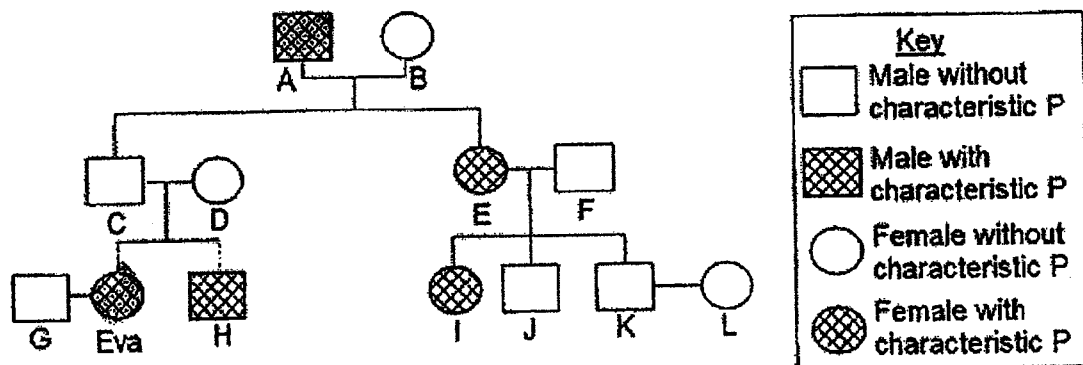 A B
C D E F
G Eva H I J K L
Key
Male without
characteristic P
Male with
characteristic P
Female without
characteristic P
Female with
characteristic P